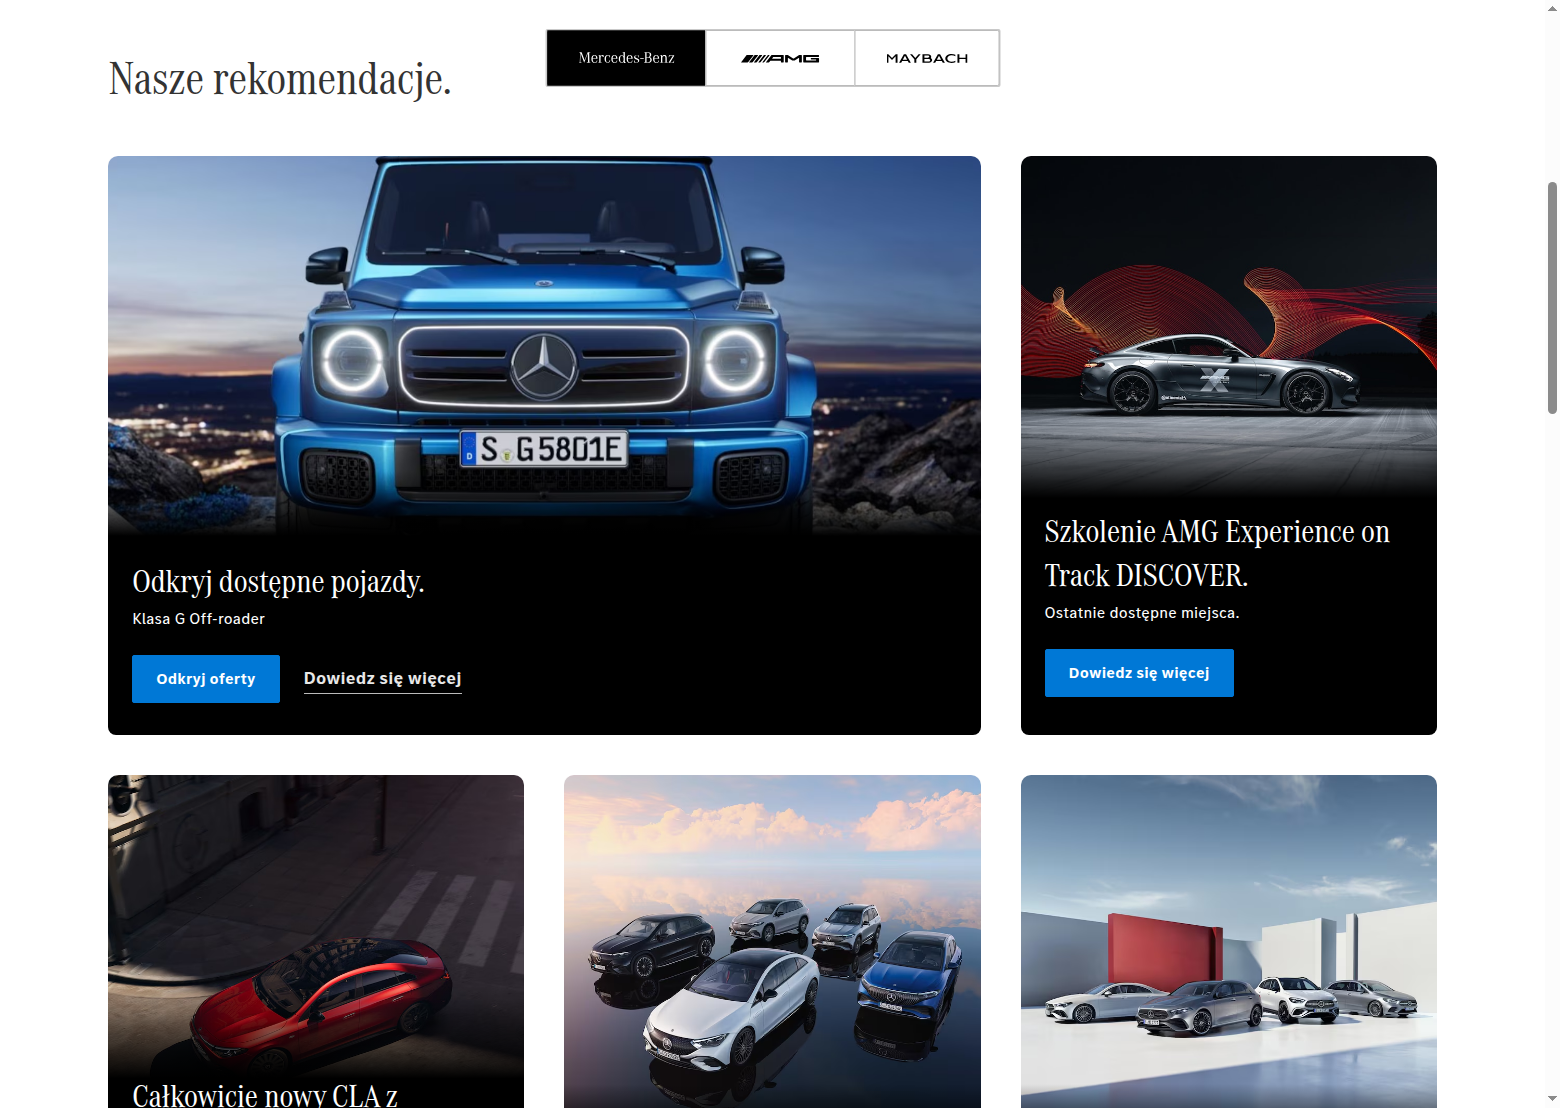 Nasze rekomendacje.
Mercedes-Benz
AMG
MAYBACH
S G 5801E
D
Odkryj dostępne pojazdy.
Klasa G Off-roader
Odkryj oferty
Dowiedz się więcej
Szkolenie AMG Experience on
Track DISCOVER.
Ostatnie dostępne miejsca.
Dowiedz się więcej
Całkowicie nowy CLA z